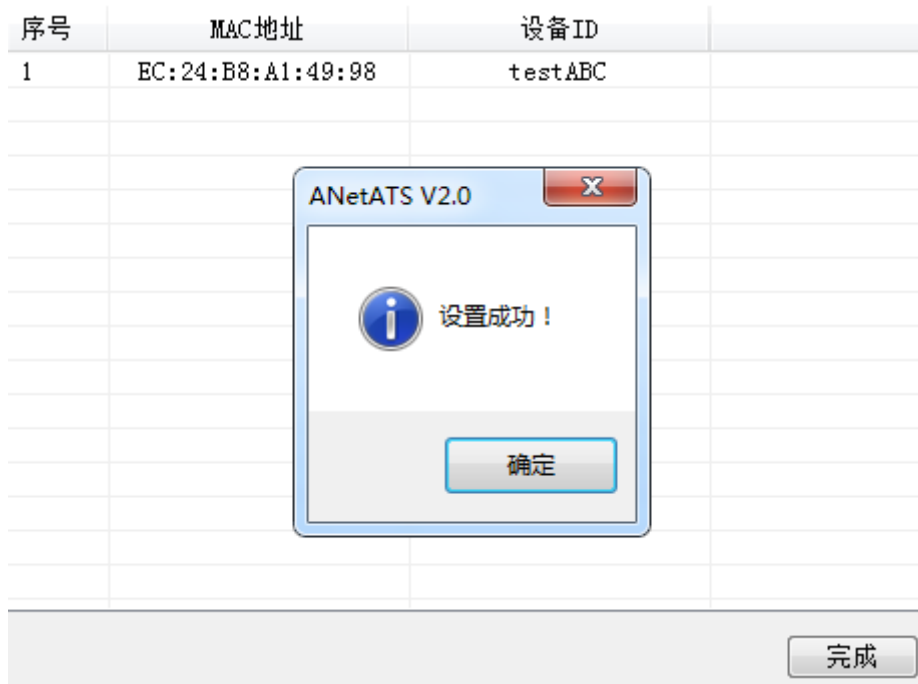 序号 MAC地址 设备ID
1 EC:24:B8:A1:49:98 testABC
ANetATS V2.0
设置成功！
确定
完成